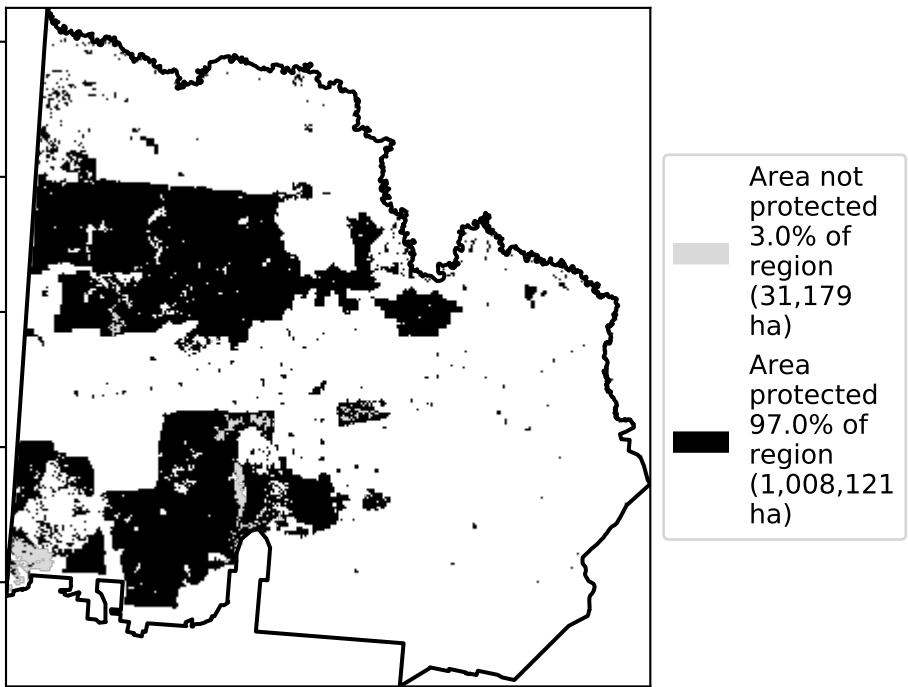 Area not
protected
3.0% of
region
(31,179
ha)
Area
protected
97.0% of
region
(1,008,121
ha)